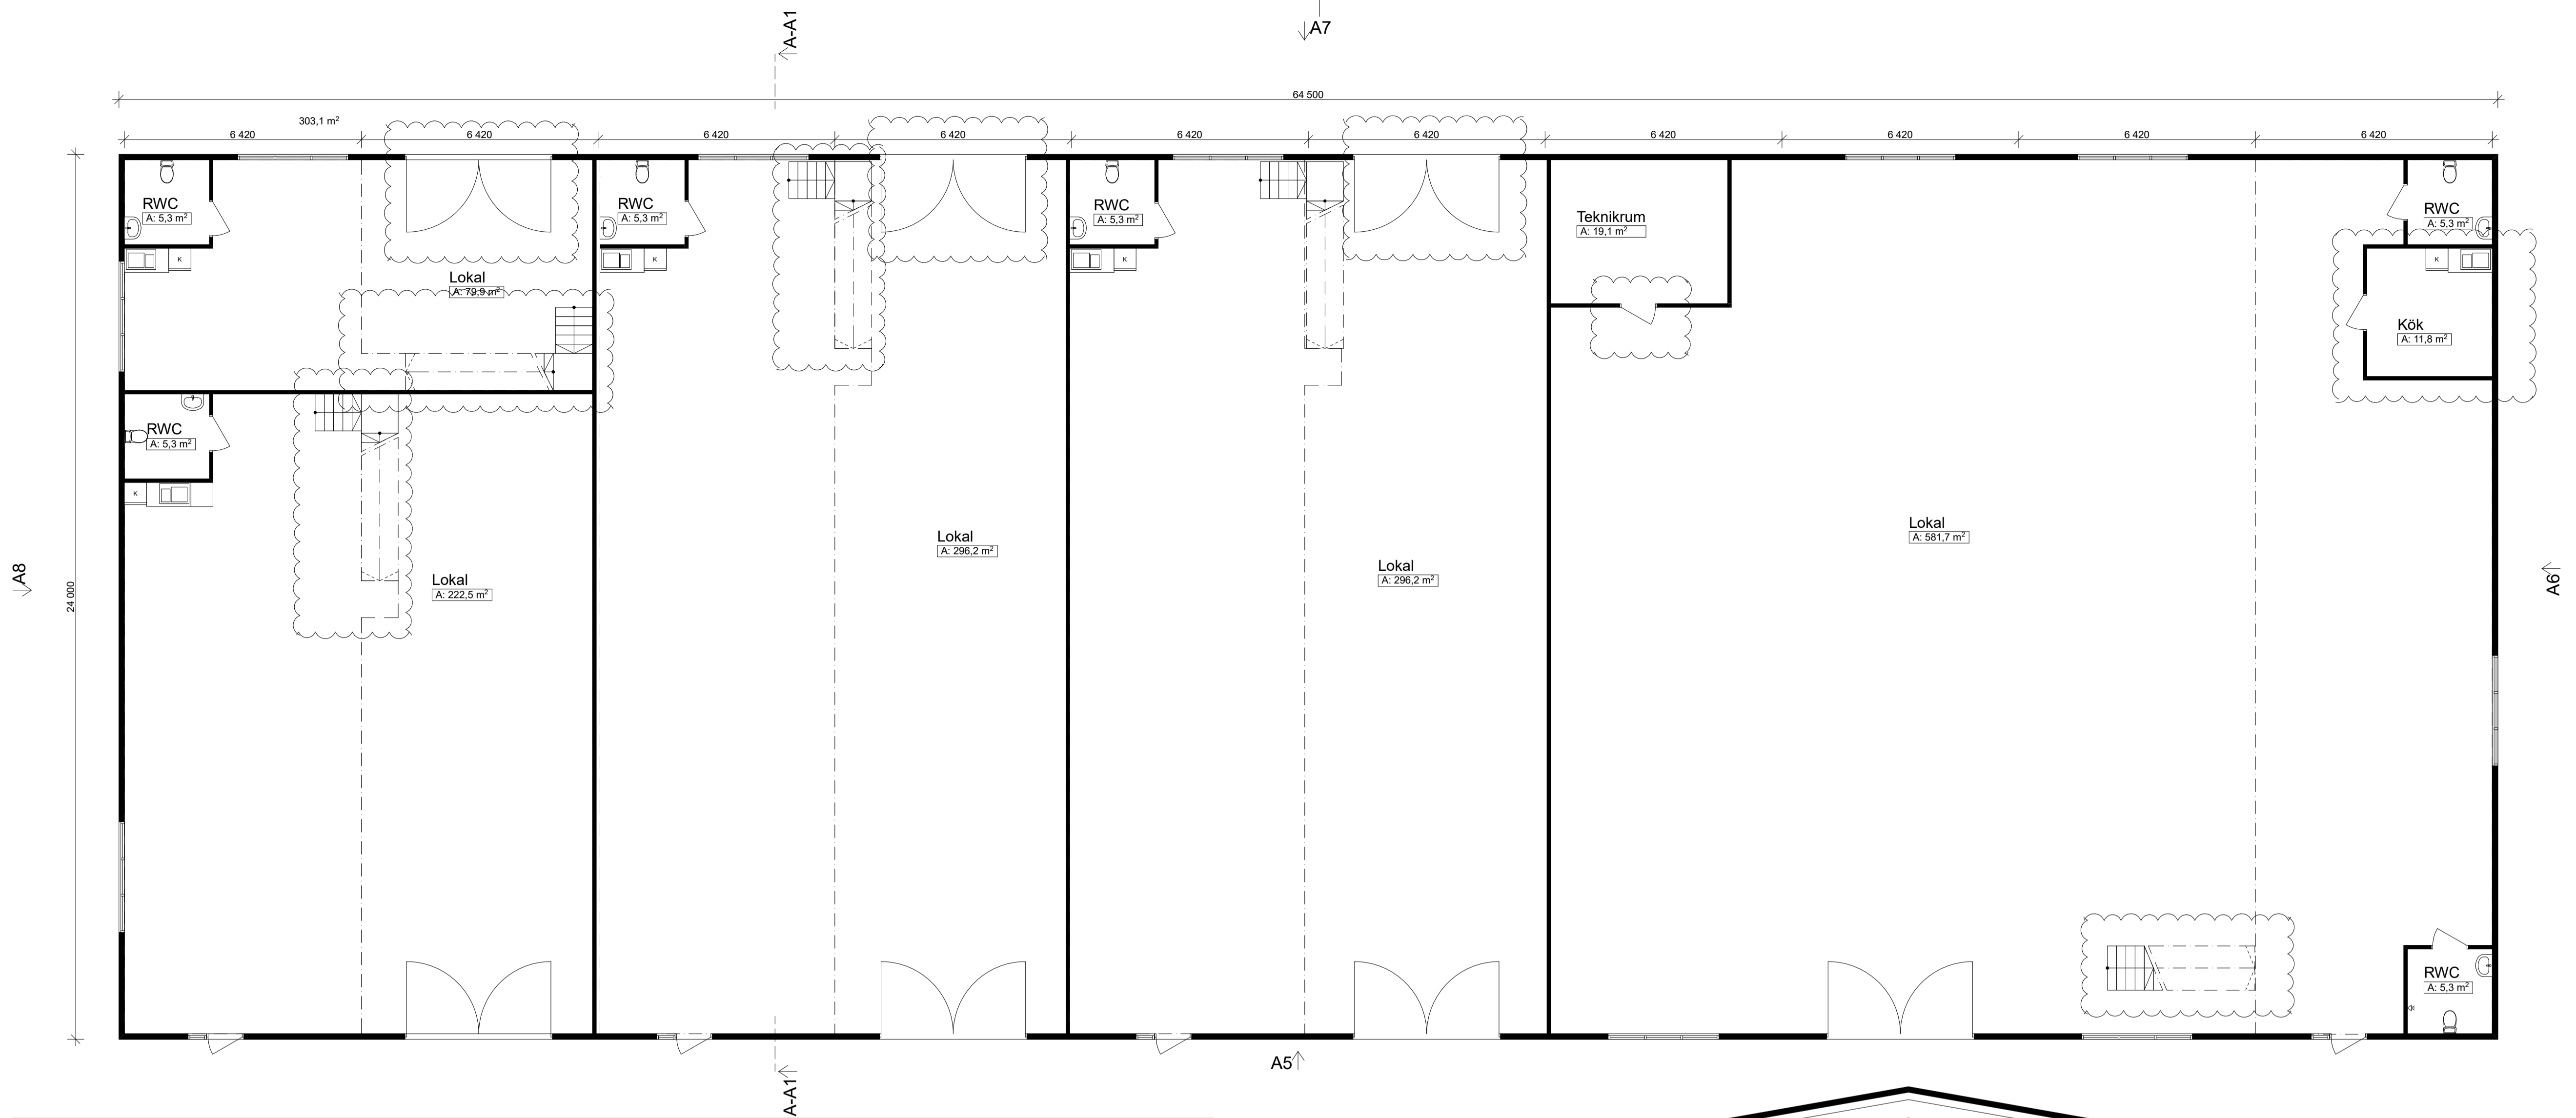 A-A1
A7
64 500
303,1 m²
6 420
6 420
6 420
6 420
6 420
6 420
6 420
6 420
6 420
6 420
RWC
A: 5,3 m²
RWC
A: 5,3 m²
RWC
A: 5,3 m²
Teknikrum
A: 19,1 m²
RWC
A: 5,3 m²
K
K
K
K
Lokal
A: 79,9 m²
Kök
A: 11,8 m²
RWC
A: 5,3 m²
K
Lokal
A: 296,2 m²
Lokal
A: 581,7 m²
Lokal
A: 296,2 m²
Lokal
A: 222,5 m²
A8
24 000
A6
RWC
A: 5,3 m²
A5
A-A1